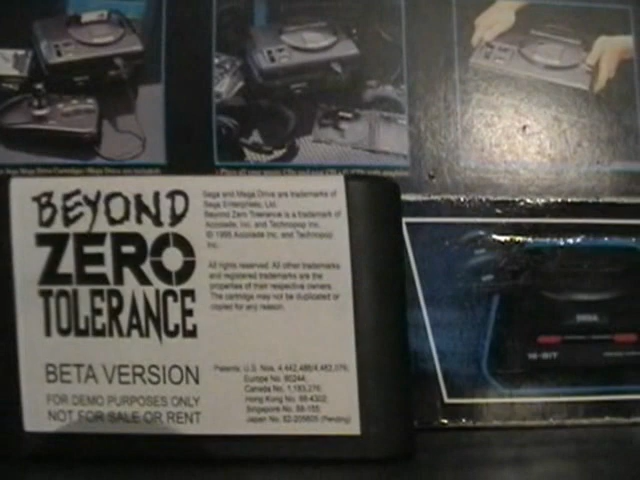 BEYOND
ZERO
TOLERANCE
BETA VERSION
FOR DEMO PURPOSES ONLY
NOT FOR SALE OR RENT
Sega and Mega Drive are trademarks of
Sega Enterprises, Ltd.
Beyond Zero Tolerance is a trademark of
Accolade, Inc. and Technopop Inc.
© 1995 Accolade Inc. and Technopop
Inc.
All rights reserved. All other trademarks
and registered trademarks are the
properties of their respective owners.
The cartridge may not be duplicated or
copied for any reason.
Patents: U.S. Nos. 4,442,486/4,462,076;
Europe No. 80244;
Canada No. 1,183,276;
Hong Kong No. 88-4302;
Singapore No. 88-155;
Japan No. 82-205605 (Pending)
SEGA
16-BIT